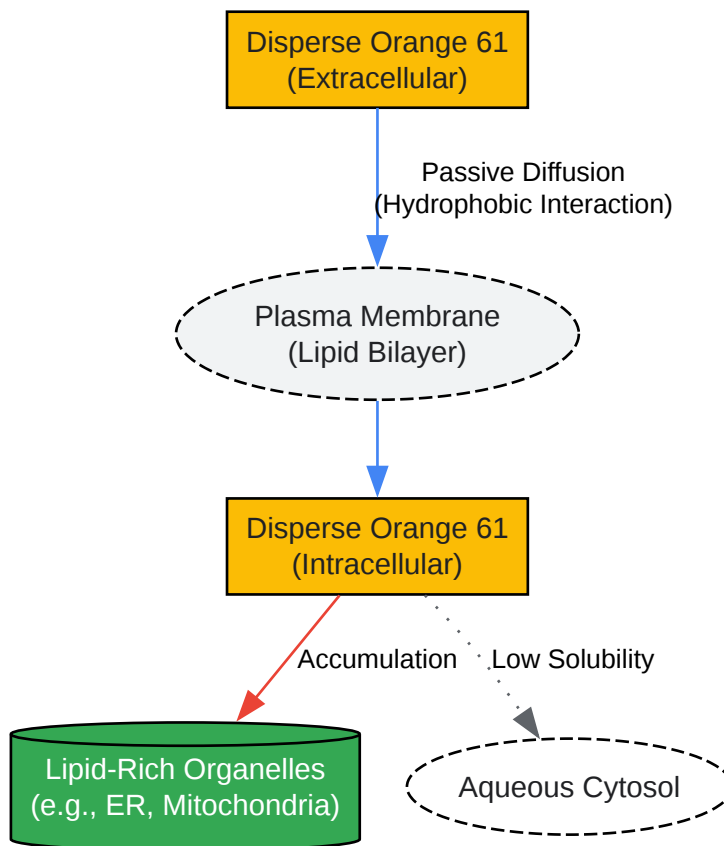 Disperse Orange 61
(Extracellular)
Passive Diffusion
(Hydrophobic Interaction)
Plasma Membrane
(Lipid Bilayer)
Disperse Orange 61
(Intracellular)
Accumulation
Low Solubility
Lipid-Rich Organelles
(e.g., ER, Mitochondria)
Aqueous Cytosol